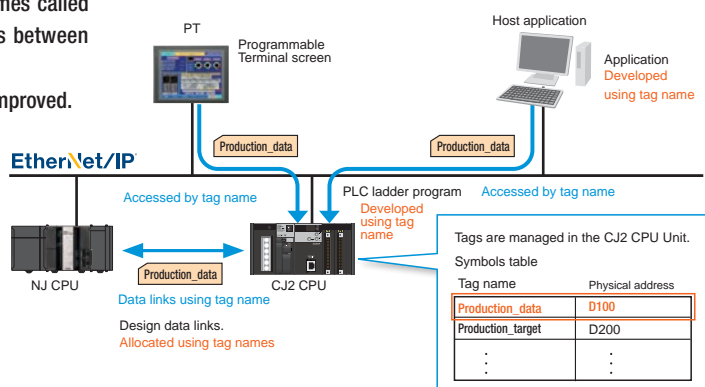 mes called
s between
mproved.
PT
Programmable
Terminal screen
Host application
Application
Developed
using tag name
Production_data
Production_data
EtherNet/IP
Accessed by tag name
PLC ladder program
Developed
using tag
name
Accessed by tag name
NJ CPU
Production_data
CJ2 CPU
Data links using tag name
Design data links.
Allocated using tag names
Tags are managed in the CJ2 CPU Unit.
Symbols table
Tag name Physical address
Production_data D100
Production_target D200
: :